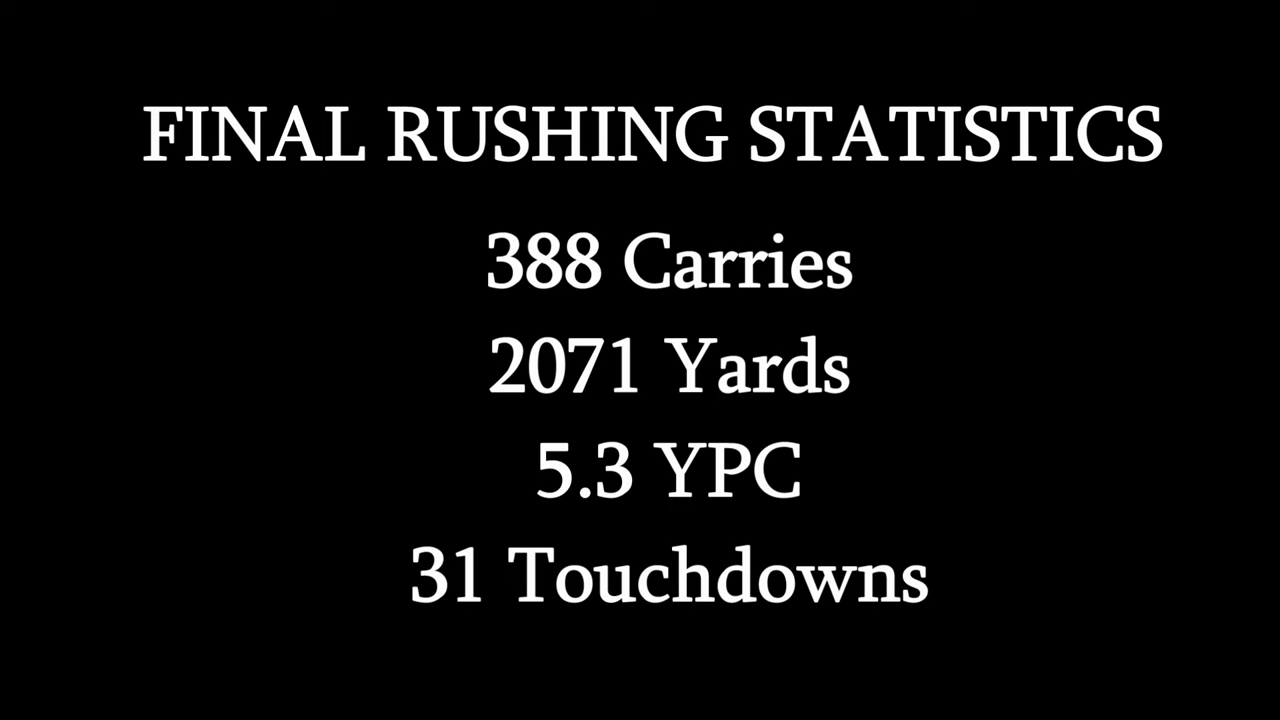 FINAL RUSHING STATISTICS
388 Carries
2071 Yards
5.3 YPC
31 Touchdowns